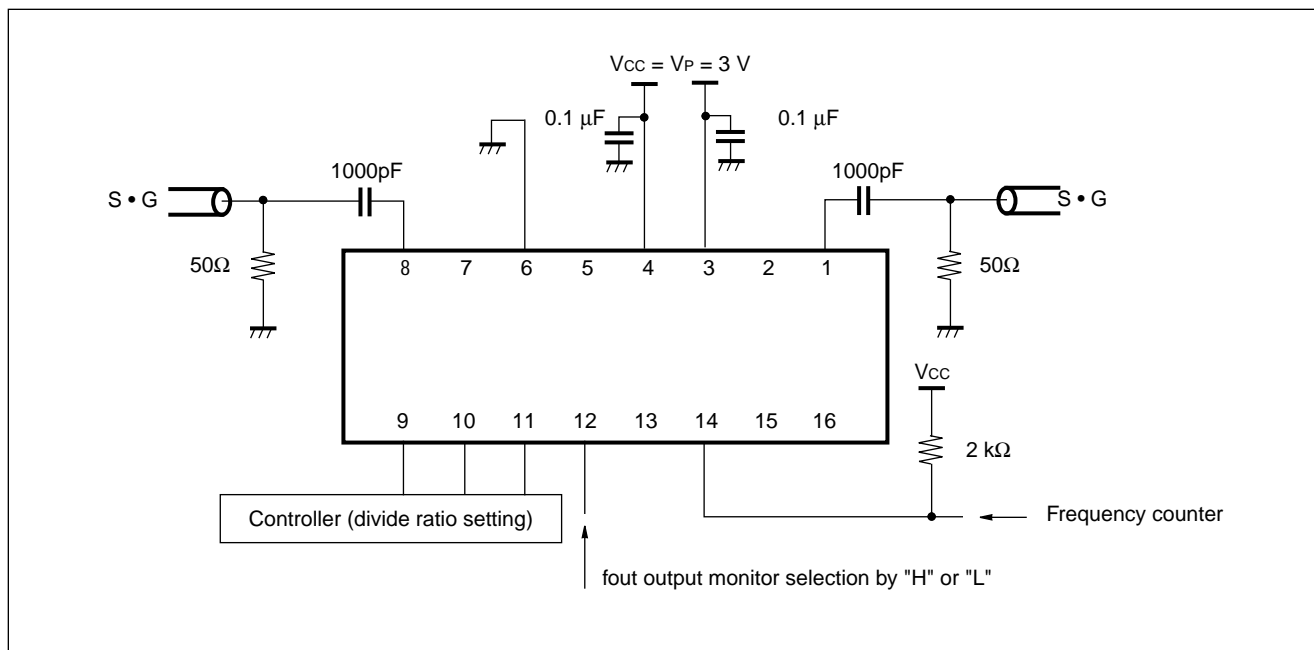 VCC = VP = 3 V
0.1 µF
0.1 µF
1000pF
1000pF
S • G
S • G
50Ω
50Ω
8 7 6 5 4 3 2 1
VCC
9 10 11 12 13 14 15 16
2 kΩ
Controller (divide ratio setting)
Frequency counter
fout output monitor selection by "H" or "L"